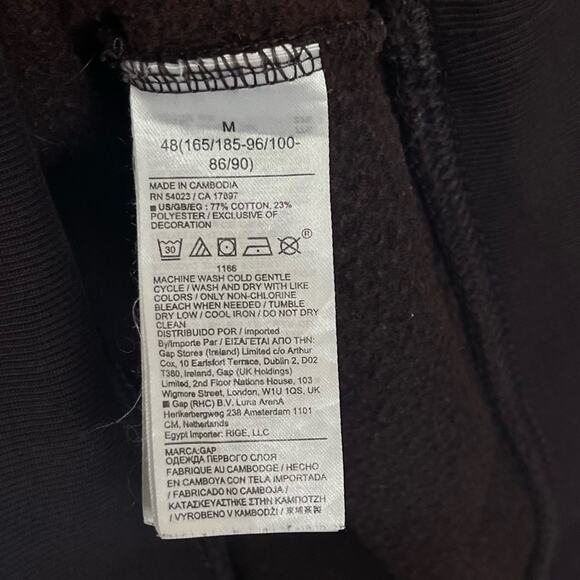 M
48(165/185-96/100-
86/90)
MADE IN CAMBODIA
RN 54023 / CA 17897
■ US/GB/EG : 77% COTTON, 23%
POLYESTER / EXCLUSIVE OF
DECORATION
30 ®
1166
MACHINE WASH COLD GENTLE
CYCLE / WASH AND DRY WITH LIKE
COLORS / ONLY NON-CHLORINE
BLEACH WHEN NEEDED / TUMBLE
DRY LOW / COOL IRON / DO NOT DRY
CLEAN
DISTRIBUIDO POR / Imported
By/Importe Par / ΕΙΣΑΓΕΤΑΙ ΑΠΟ ΤΗΝ:
Gap Stores (Ireland) Limited c/o Arthur
Cox, 10 Earlsfort Terrace, Dublin 2, D02
T380, Ireland, Gap (UK Holdings)
Limited, 2nd Floor Nations House, 103
Wigmore Street, London, W1U 1QS, UK
■ Gap (RHC) B.V. Luna ArenA
Herikerbergweg 238 Amsterdam 1101
CM, Netherlands
Egypt Importer: RIGE, LLC
MARCA:GAP
ОДЕЖДА ПЕРВОГО СЛОЯ
FABRIQUE AU CAMBODGE / HECHO
EN CAMBOYA CON TELA IMPORTADA
/ FABRICADO NO CAMBOJA /
ΚΑΤΑΣΚΕΥΑΣΤΗΚΕ ΣΤΗΝ ΚΑΜΠΟΤΖΗ
/ VYROBENO V KAMBODŽI / 柬埔寨制